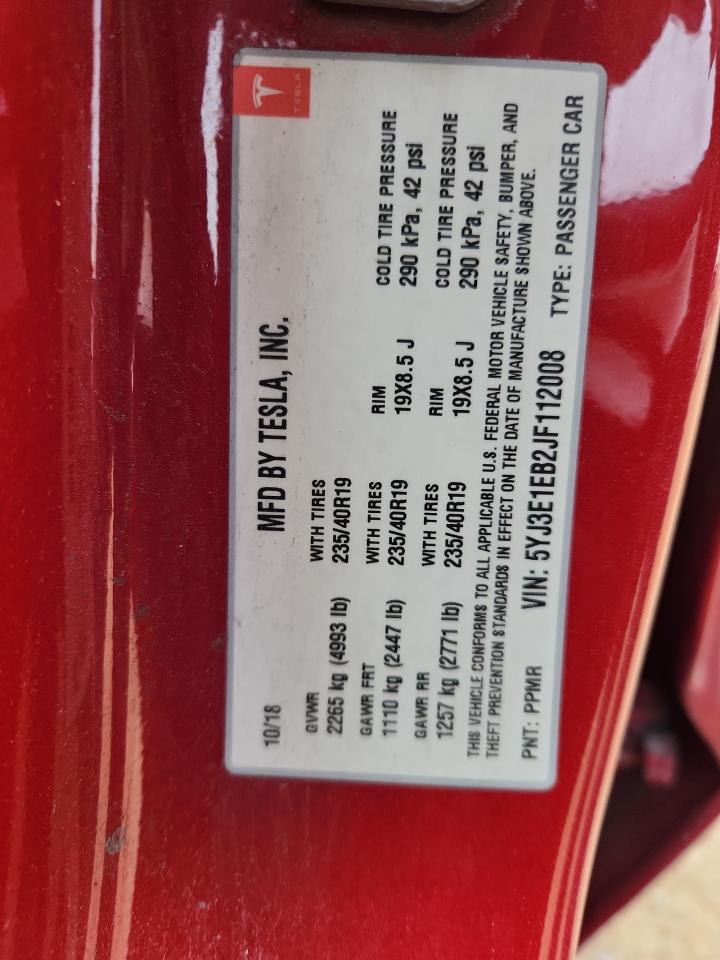 TESLA
MFD BY TESLA, INC.
10/18
GVWR WITH TIRES
2265 kg (4993 lb) 235/40R19
GAWR FRT WITH TIRES RIM COLD TIRE PRESSURE
1110 kg (2447 lb) 235/40R19 19X8.5 J 290 kPa, 42 psi
GAWR RR WITH TIRES RIM COLD TIRE PRESSURE
1257 kg (2771 lb) 235/40R19 19X8.5 J 290 kPa, 42 psi
THIS VEHICLE CONFORMS TO ALL APPLICABLE U.S. FEDERAL MOTOR VEHICLE SAFETY, BUMPER, AND
THEFT PREVENTION STANDARDS IN EFFECT ON THE DATE OF MANUFACTURE SHOWN ABOVE.
PNT: PPMR VIN: 5YJ3E1EB2JF112008 TYPE: PASSENGER CAR